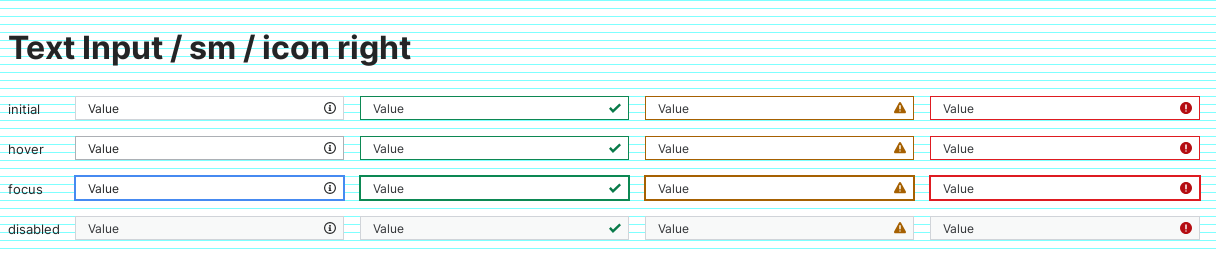 Text Input / sm / icon right
initial Value Value Value Value
hover Value Value Value Value
focus Value Value Value Value
disabled Value Value Value Value